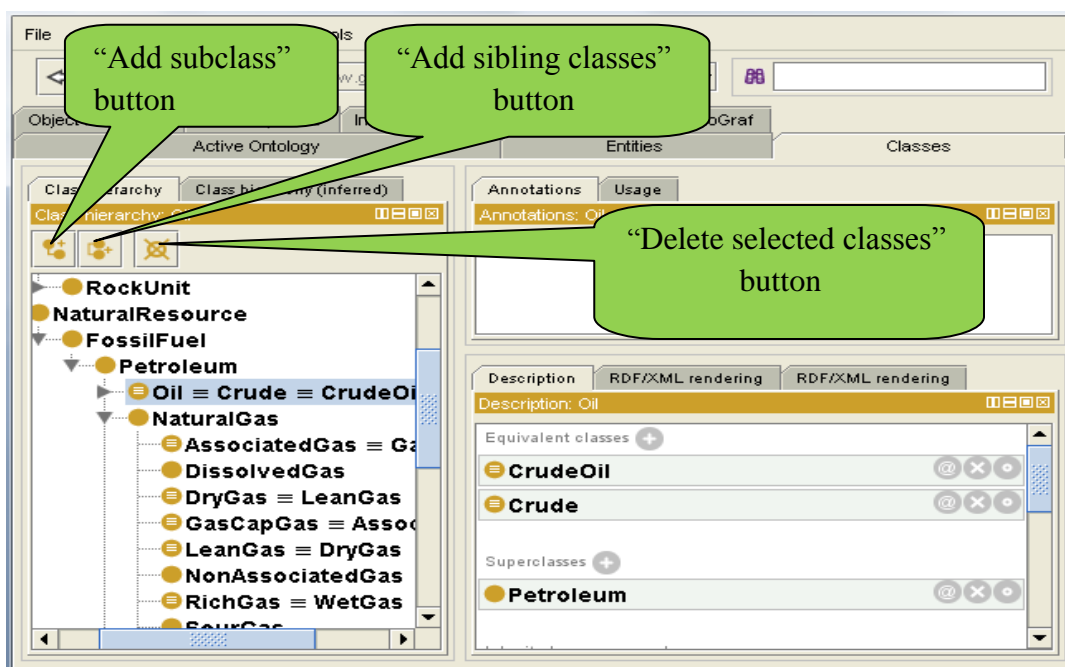 File
"Add subclass"
button
"Add sibling classes"
button
Active Ontology
Entities
Classes
Class hierarchy (inferred)
Annotations
Usage
"Delete selected classes"
button
RockUnit
NaturalResource
FossilFuel
Petroleum
Oil ≡ Crude ≡ CrudeOi
NaturalGas
AssociatedGas ≡ Ga
DissolvedGas
DryGas ≡ LeanGas
GasCapGas ≡ Assoc
LeanGas ≡ DryGas
NonAssociatedGas
RichGas ≡ WetGas
SourGas
Description
RDF/XML rendering
RDF/XML rendering
Description: Oil
Equivalent classes
CrudeOil
Crude
Superclasses
Petroleum